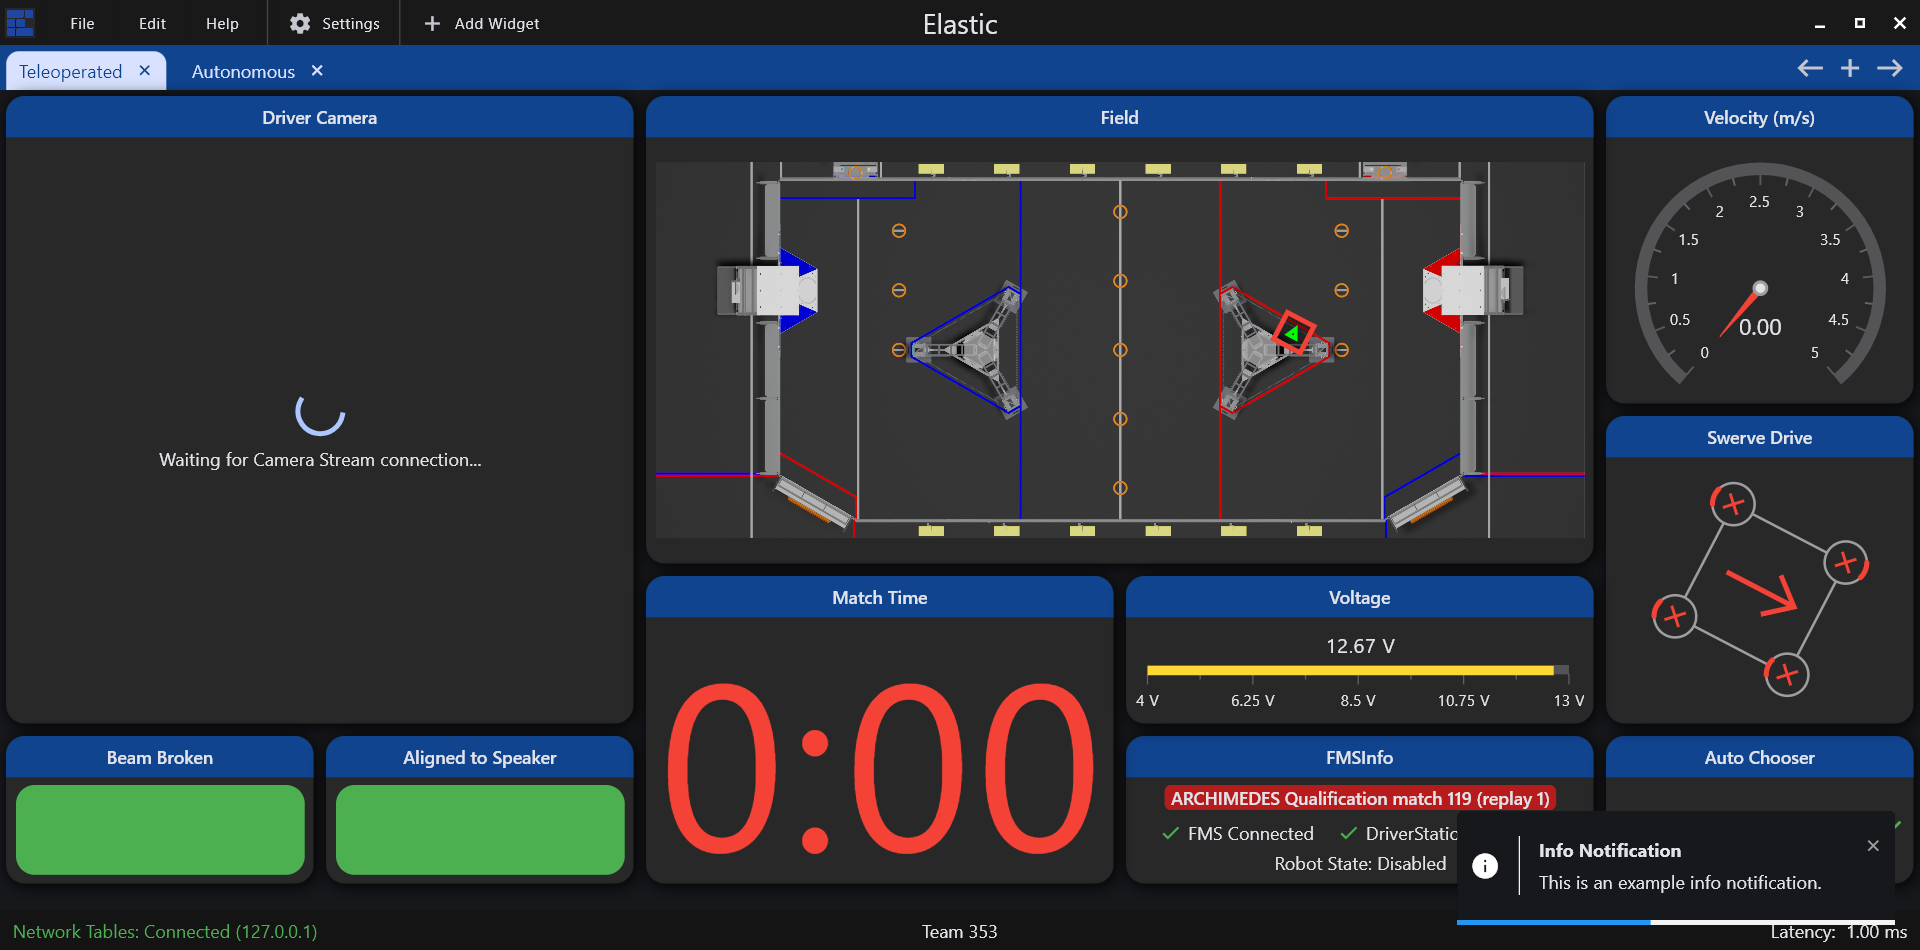 File Edit Help Settings Add Widget Elastic
Teleoperated Autonomous
Driver Camera
Waiting for Camera Stream connection...
Field
Velocity (m/s)
0 0.5 1 1.5 2 2.5 3 3.5 4 4.5 5
0.00
Swerve Drive
Match Time
0:00
Voltage
12.67 V
4 V 6.25 V 8.5 V 10.75 V 13 V
Beam Broken
Aligned to Speaker
FMSInfo
ARCHIMEDES Qualification match 119 (replay 1)
FMS Connected DriverStatio
Robot State: Disabled
Auto Chooser
Info Notification
This is an example info notification.
Network Tables: Connected (127.0.0.1) Team 353 Latency: 1.00 ms